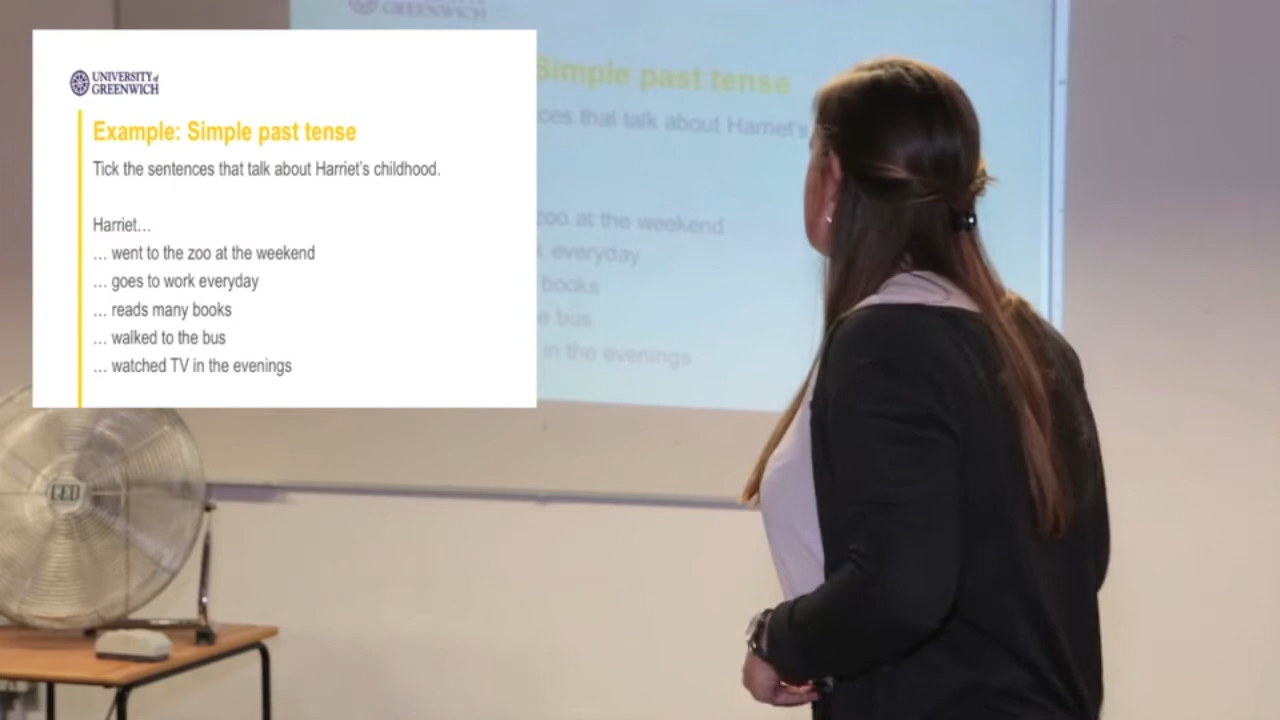 UNIVERSITY of
GREENWICH
Example: Simple past tense
Tick the sentences that talk about Harriet's childhood.
Harriet…
… went to the zoo at the weekend
… goes to work everyday
… reads many books
… walked to the bus
… watched TV in the evenings
GREENWICH
Simple past tense
ces that talk about Harriet's
zoo at the weekend
everyday
books
bus
in the evenings
CED